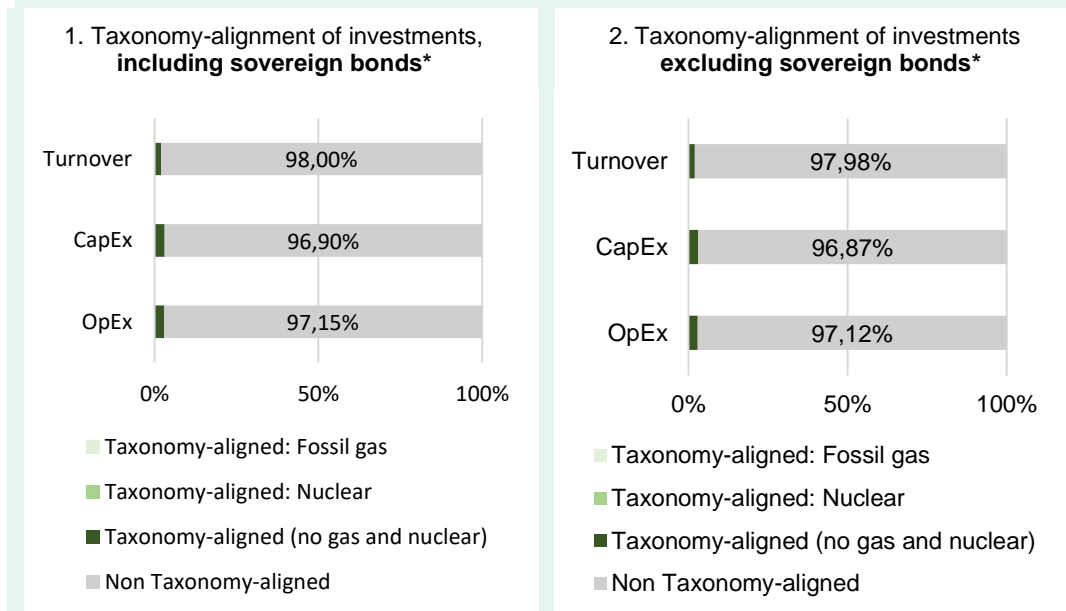 1. Taxonomy-alignment of investments,
including sovereign bonds*
Turnover
98,00%
CapEx
96,90%
OpEx
97,15%
0%
50%
100%
Taxonomy-aligned: Fossil gas
Taxonomy-aligned: Nuclear
Taxonomy-aligned (no gas and nuclear)
Non Taxonomy-aligned
2. Taxonomy-alignment of investments
excluding sovereign bonds*
Turnover
97,98%
CapEx
96,87%
OpEx
97,12%
0%
50%
100%
Taxonomy-aligned: Fossil gas
Taxonomy-aligned: Nuclear
Taxonomy-aligned (no gas and nuclear)
Non Taxonomy-aligned